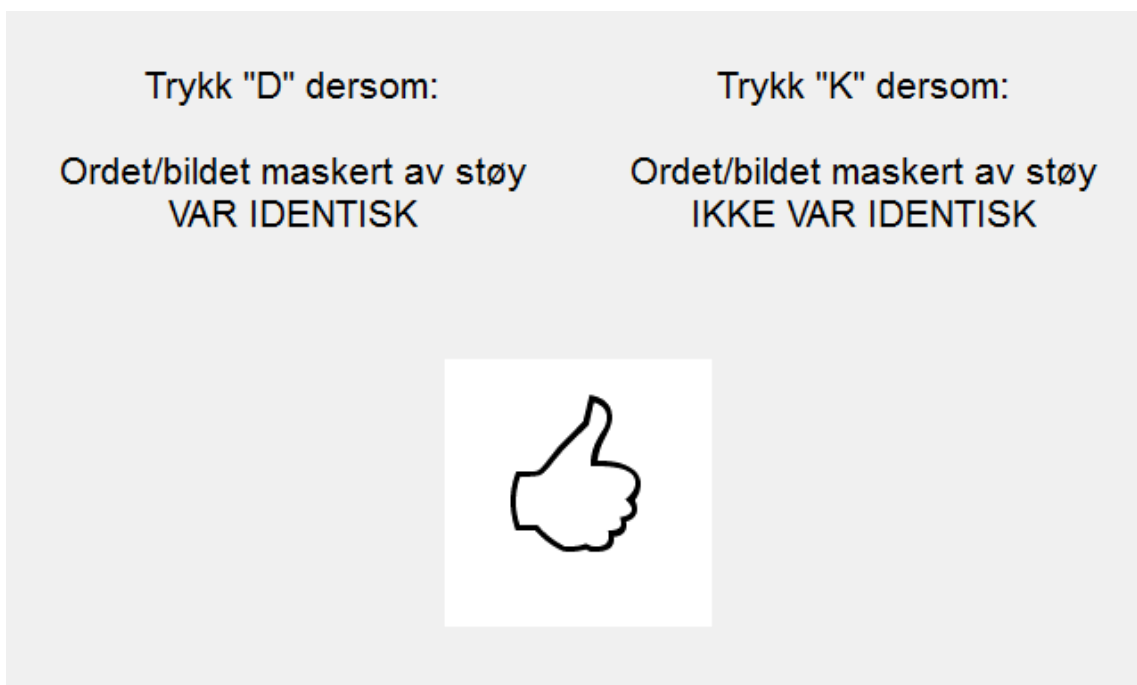 Trykk "D" dersom:
Ordet/bildet maskert av støy
VAR IDENTISK
Trykk "K" dersom:
Ordet/bildet maskert av støy
IKKE VAR IDENTISK